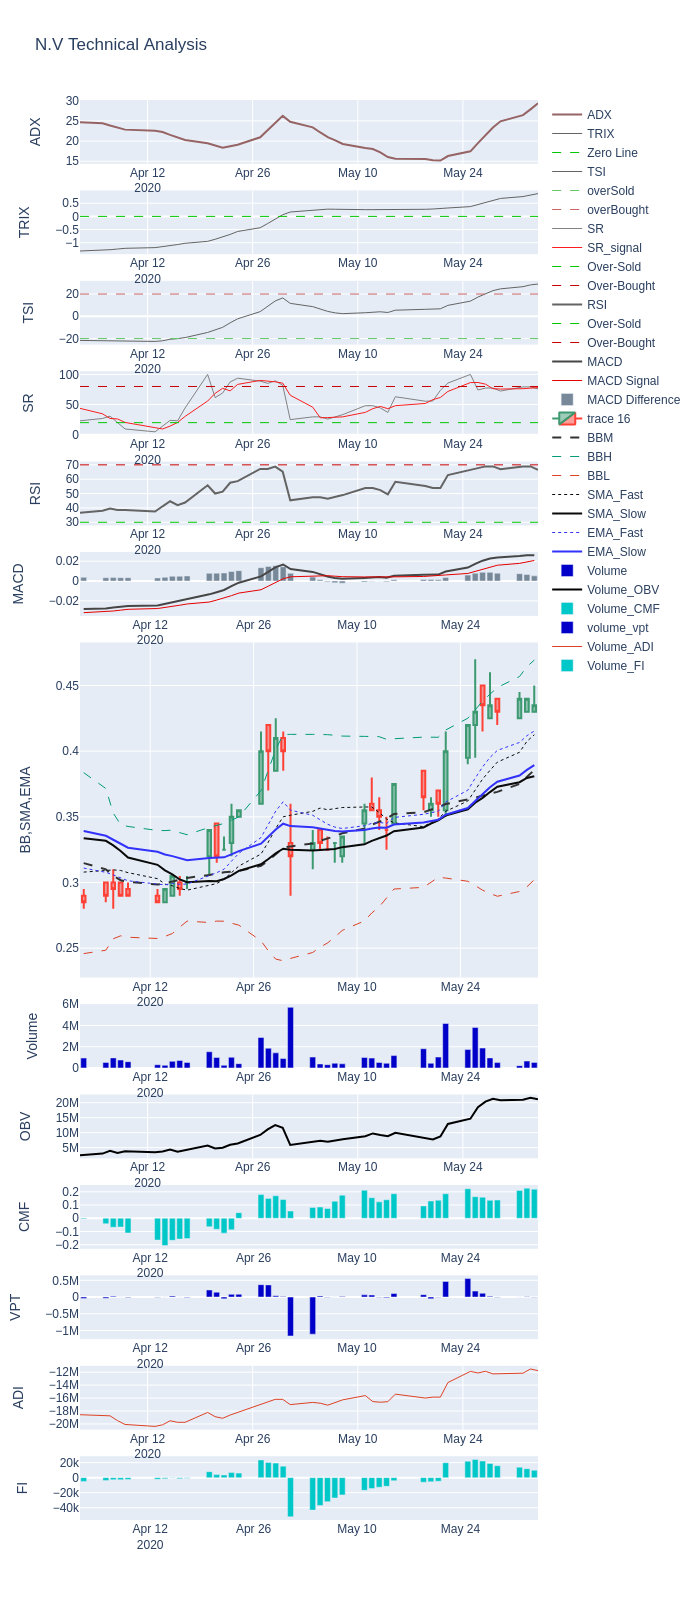 N.V Technical Analysis
ADX
30
25
20
15
Apr 12
2020
Apr 26
May 10
May 24
TRIX
0.5
0
−0.5
−1
Apr 12
2020
Apr 26
May 10
May 24
TSI
20
0
−20
Apr 12
2020
Apr 26
May 10
May 24
SR
100
50
0
Apr 12
2020
Apr 26
May 10
May 24
RSI
70
60
50
40
30
Apr 12
2020
Apr 26
May 10
May 24
MACD
0.02
0
−0.02
Apr 12
2020
Apr 26
May 10
May 24
BB,SMA,EMA
0.45
0.4
0.35
0.3
0.25
Apr 12
2020
Apr 26
May 10
May 24
Volume
6M
4M
2M
0
Apr 12
2020
Apr 26
May 10
May 24
OBV
20M
15M
10M
5M
Apr 12
2020
Apr 26
May 10
May 24
CMF
0.2
0.1
0
−0.1
−0.2
Apr 12
2020
Apr 26
May 10
May 24
VPT
0.5M
0
−0.5M
−1M
Apr 12
2020
Apr 26
May 10
May 24
ADI
−12M
−14M
−16M
−18M
−20M
Apr 12
2020
Apr 26
May 10
May 24
FI
20k
0
−20k
−40k
Apr 12
2020
Apr 26
May 10
May 24
ADX
TRIX
Zero Line
TSI
overSold
overBought
SR
SR_signal
Over-Sold
Over-Bought
RSI
Over-Sold
Over-Bought
MACD
MACD Signal
MACD Difference
trace 16
BBM
BBH
BBL
SMA_Fast
SMA_Slow
EMA_Fast
EMA_Slow
Volume
Volume_OBV
Volume_CMF
volume_vpt
Volume_ADI
Volume_FI